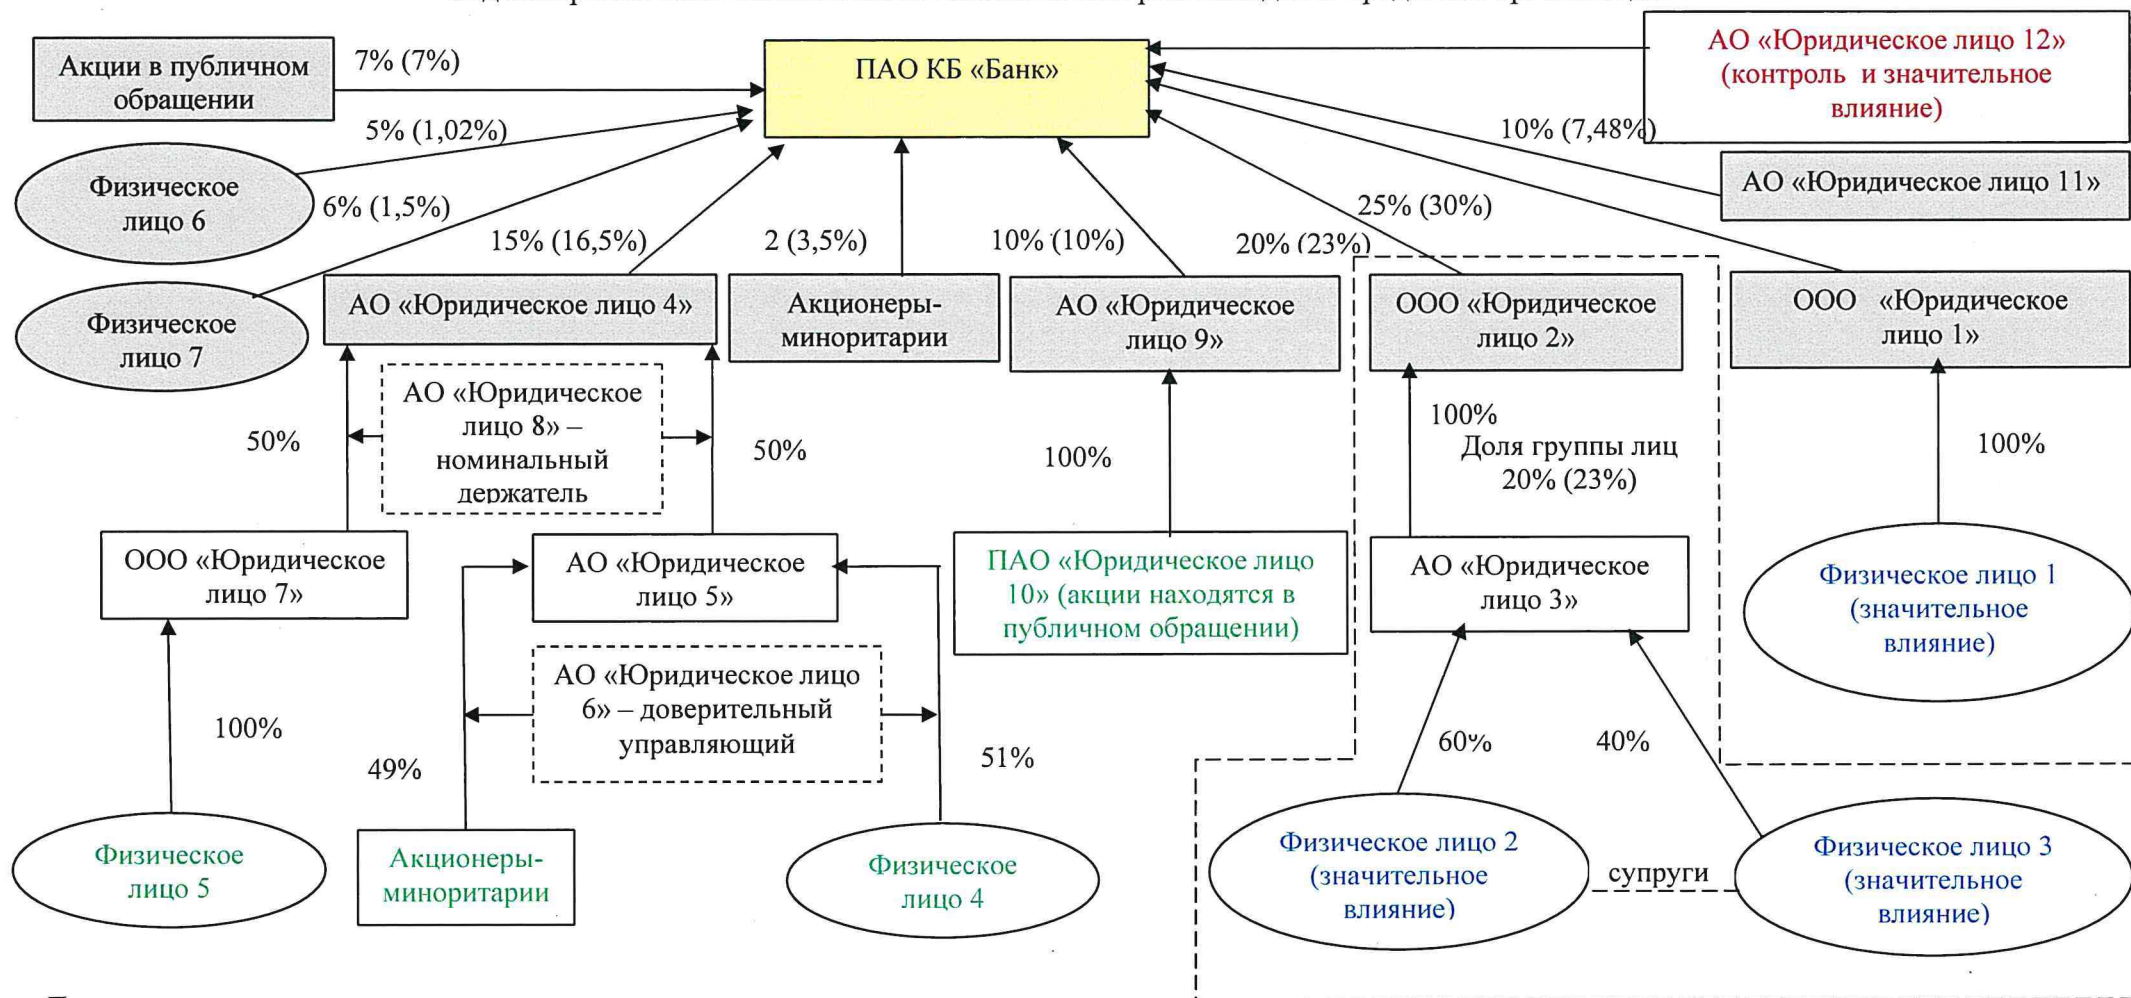 Акции в публичном
обращении
7% (7%)
ПАО КБ «Банк»
АО «Юридическое лицо 12»
(контроль и значительное
влияние)
5% (1,02%)
10% (7,48%)
Физическое
лицо 6
АО «Юридическое лицо 11»
6% (1,5%)
25% (30%)
15% (16,5%)
2 (3,5%)
10% (10%)
20% (23%)
Физическое
лицо 7
АО «Юридическое лицо 4»
Акционеры-
миноритарии
АО «Юридическое
лицо 9»
ООО «Юридическое
лицо 2»
ООО «Юридическое
лицо 1»
АО «Юридическое
лицо 8» –
номинальный
держатель
50%
50%
100%
100%
Доля группы лиц
20% (23%)
100%
ООО «Юридическое
лицо 7»
АО «Юридическое
лицо 5»
ПАО «Юридическое лицо
10» (акции находятся в
публичном обращении)
АО «Юридическое
лицо 3»
Физическое лицо 1
(значительное
влияние)
АО «Юридическое лицо
6» – доверительный
управляющий
100%
49%
51%
60%
40%
Физическое
лицо 5
Акционеры-
миноритарии
Физическое
лицо 4
Физическое лицо 2
(значительное
влияние)
супруги
Физическое лицо 3
(значительное
влияние)